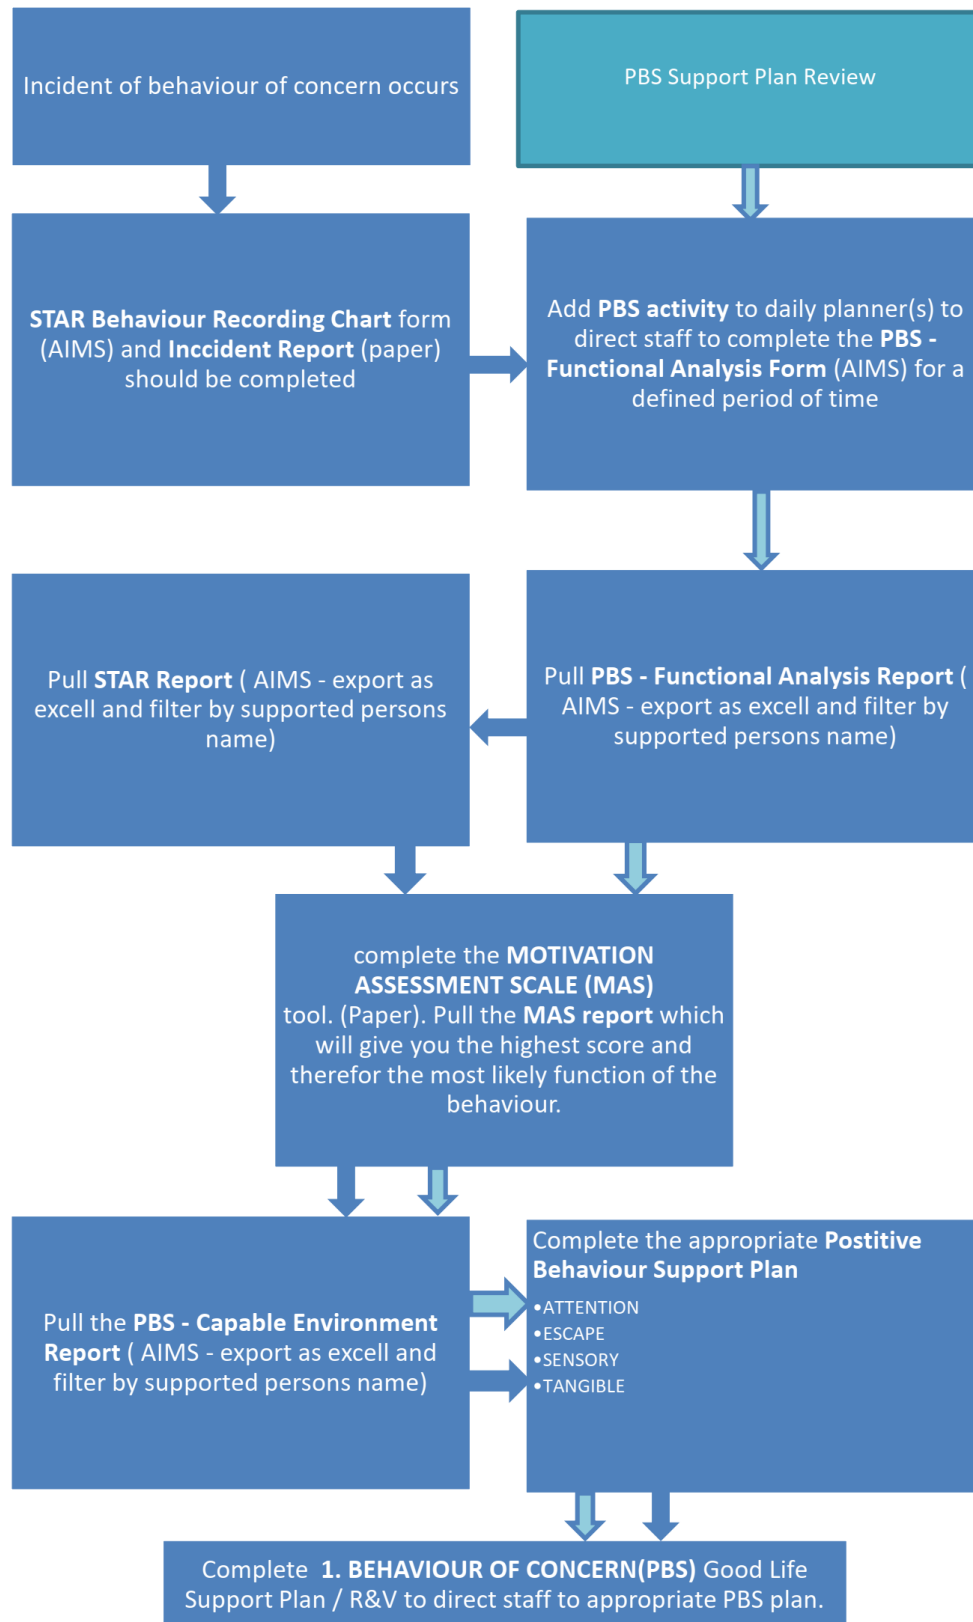 Incident of behaviour of concern occurs
PBS Support Plan Review
STAR Behaviour Recording Chart form
(AIMS) and Inccident Report (paper)
should be completed
Add PBS activity to daily planner(s) to
direct staff to complete the PBS -
Functional Analysis Form (AIMS) for a
defined period of time
Pull STAR Report ( AIMS - export as
excell and filter by supported persons
name)
Pull PBS - Functional Analysis Report (
AIMS - export as excell and filter by
supported persons name)
complete the MOTIVATION
ASSESSMENT SCALE (MAS)
tool. (Paper). Pull the MAS report which
will give you the highest score and
therefor the most likely function of the
behaviour.
Pull the PBS - Capable Environment
Report ( AIMS - export as excell and
filter by supported persons name)
Complete the appropriate Postitive
Behaviour Support Plan
•ATTENTION
•ESCAPE
•SENSORY
•TANGIBLE
Complete 1. BEHAVIOUR OF CONCERN(PBS) Good Life
Support Plan / R&V to direct staff to appropriate PBS plan.